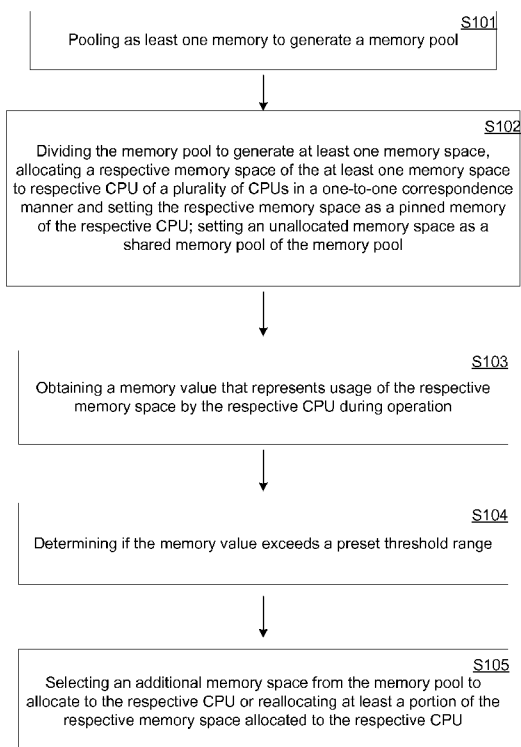 S101
Pooling as least one memory to generate a memory pool
S102
Dividing the memory pool to generate at least one memory space,
allocating a respective memory space of the at least one memory space
to respective CPU of a plurality of CPUs in a one-to-one correspondence
manner and setting the respective memory space as a pinned memory
of the respective CPU; setting an unallocated memory space as a
shared memory pool of the memory pool
S103
Obtaining a memory value that represents usage of the respective
memory space by the respective CPU during operation
S104
Determining if the memory value exceeds a preset threshold range
S105
Selecting an additional memory space from the memory pool to
allocate to the respective CPU or reallocating at least a portion of the
respective memory space allocated to the respective CPU